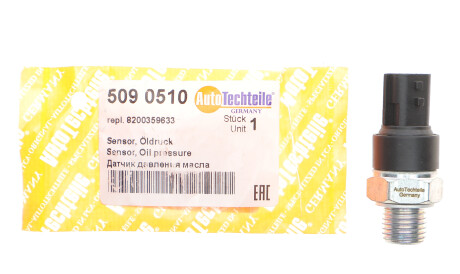 509 0510
AutoTechteile
GERMANY
repl. 8200359633
Stück
Unit 1
Sensor, Öldruck
Sensor, Oil pressure
Датчик давления масла
EAC
AutoTechteile
Germany